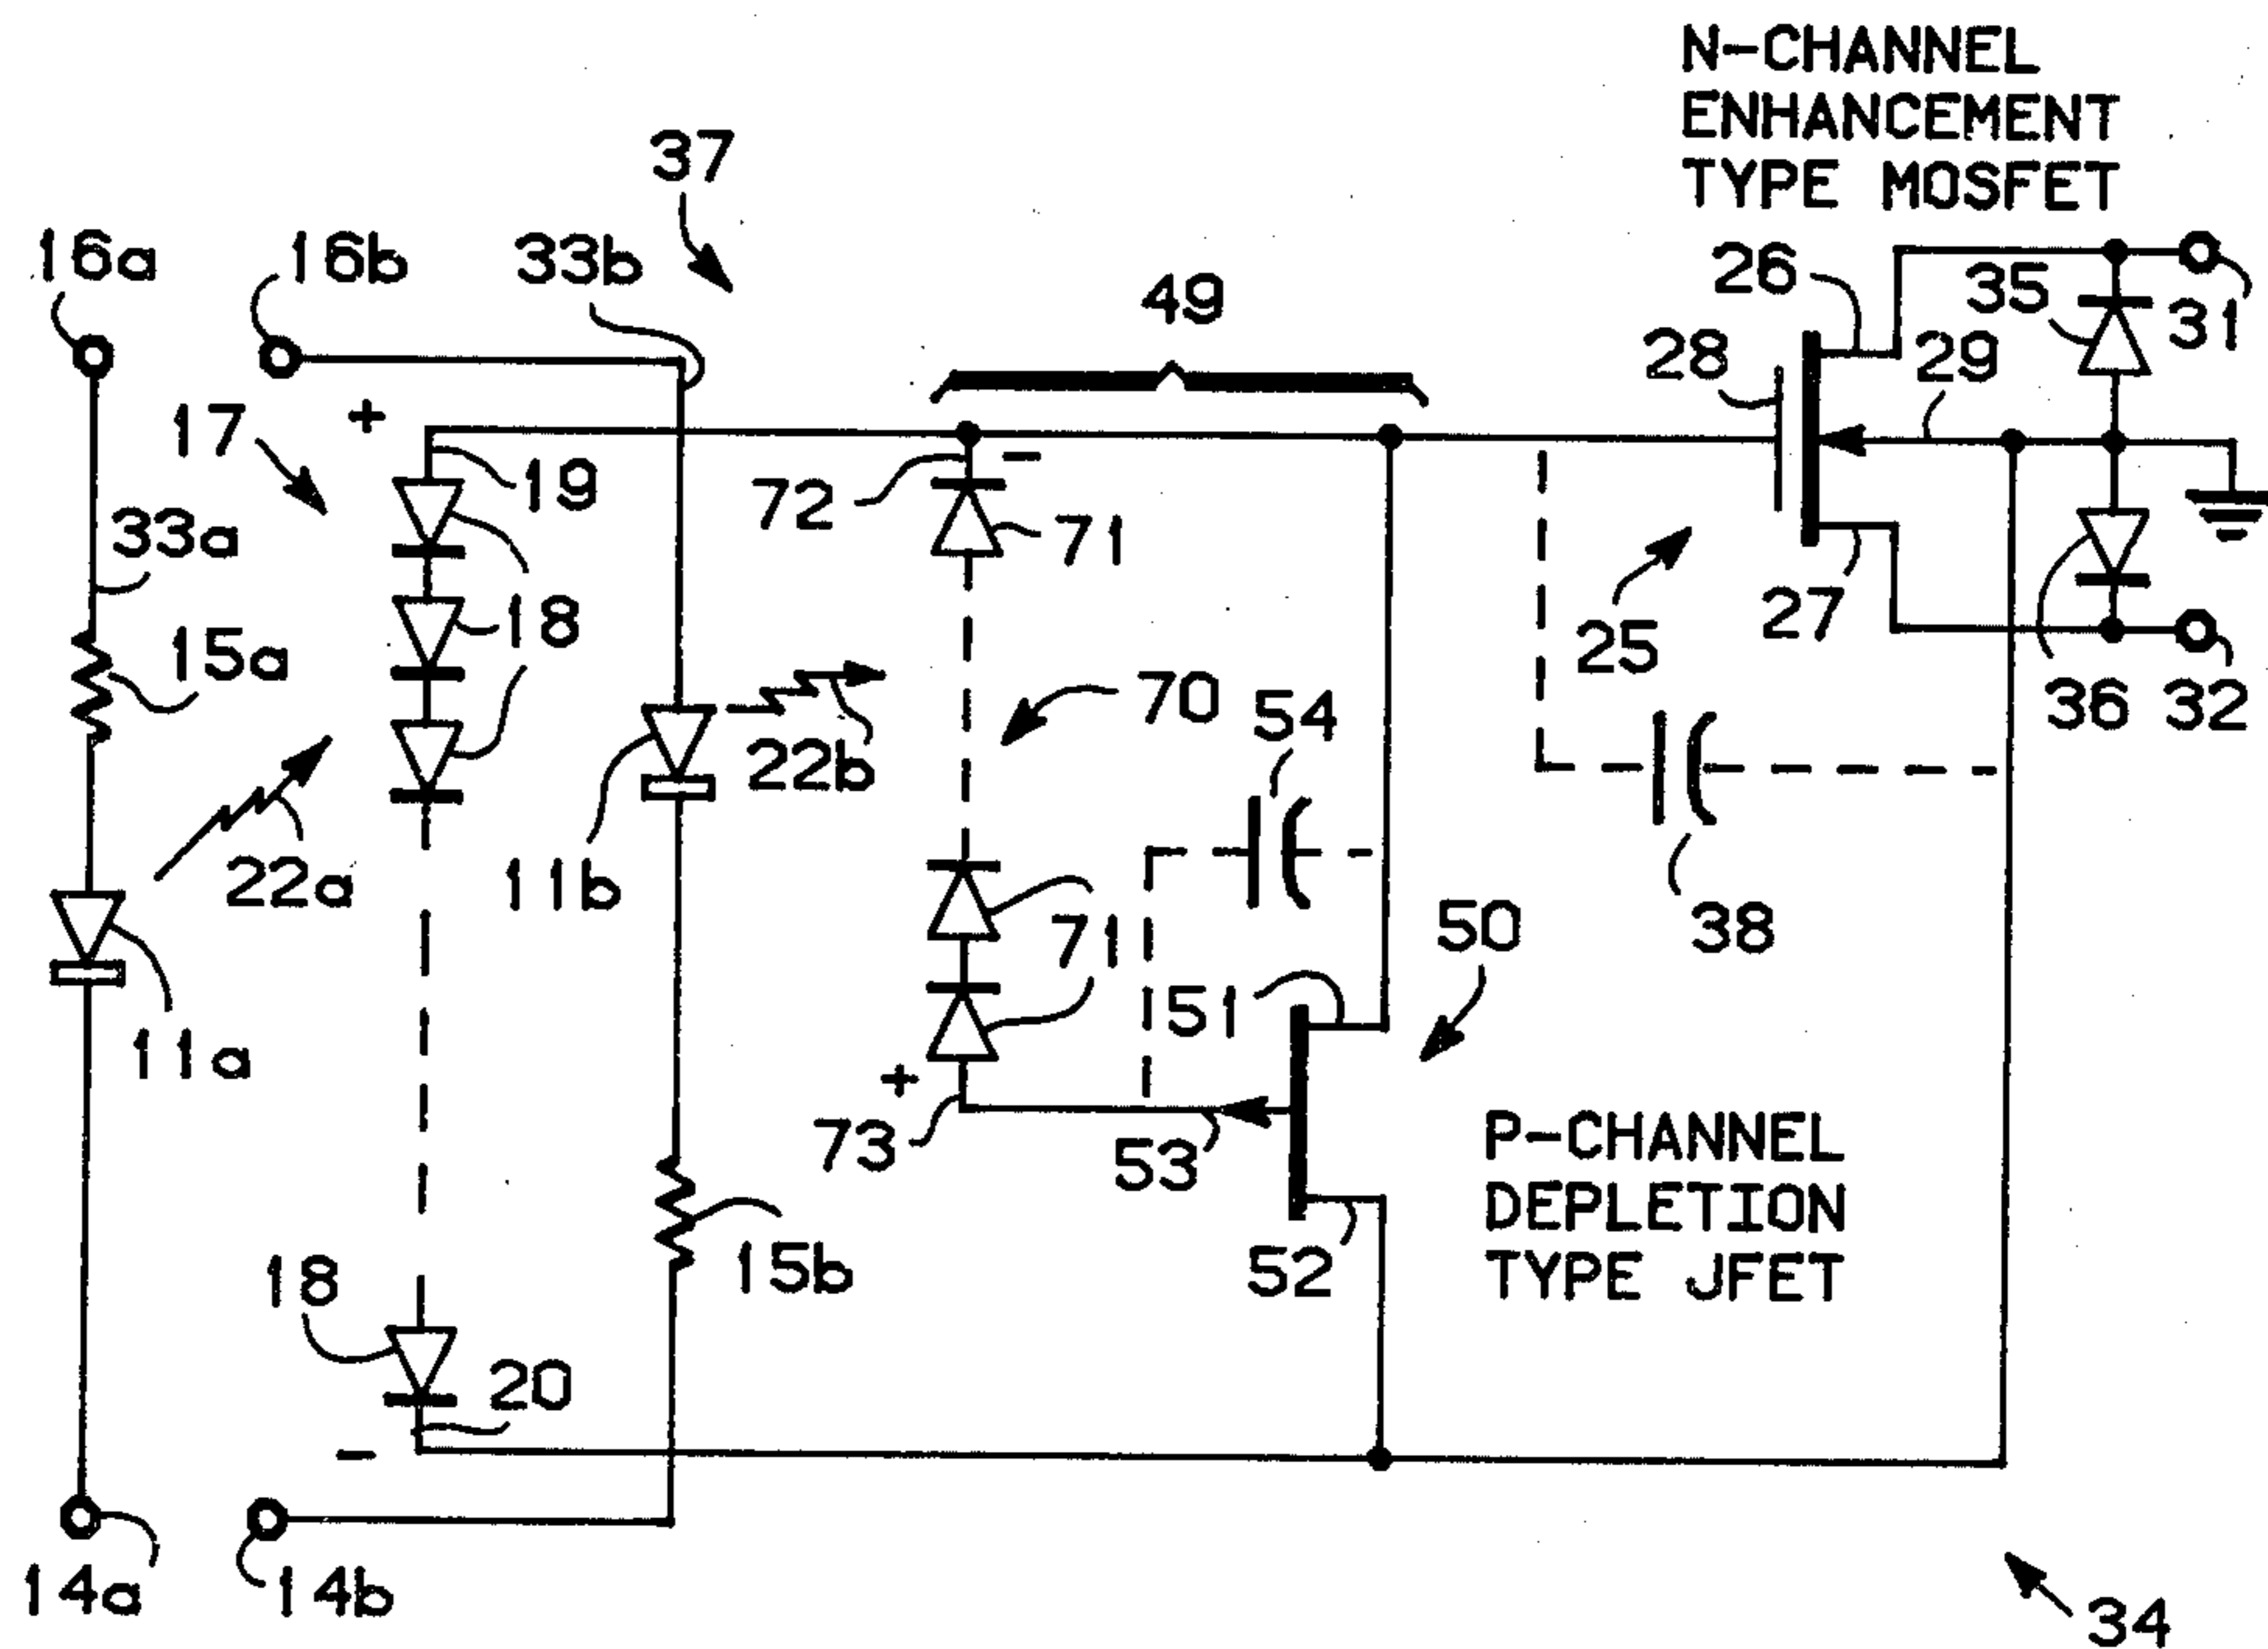 N-CHANNEL
ENHANCEMENT
TYPE MOSFET
37
16a
16b
33b
49
26
35
31
28
29
+
17
19
72
-
71
33a
18
25
27
15a
70
54
22b
36
32
22a
11b
38
71
50
51
11a
+
73
53
P-CHANNEL
DEPLETION
TYPE JFET
52
18
15b
20
-
14a
14b
34